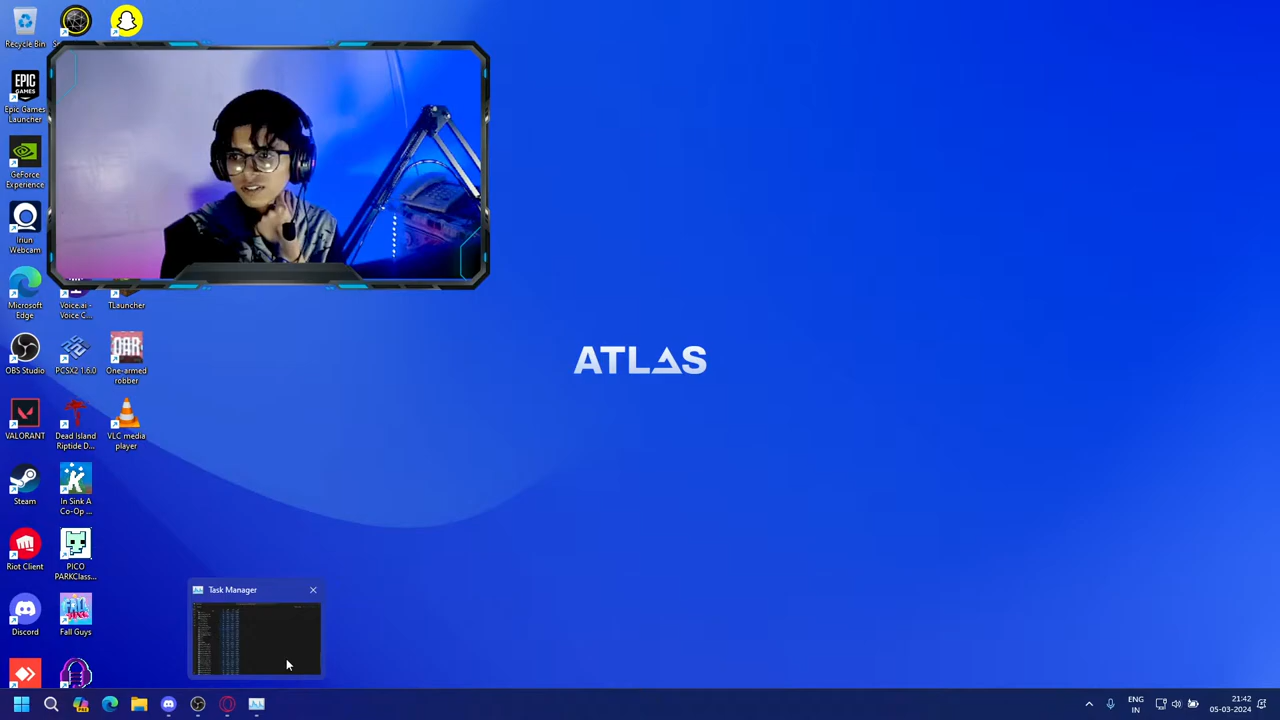 Recycle Bin
EPIC
GAMES
Epic Games
Launcher
GeForce
Experience
Iriun
Webcam
Microsoft
Edge
Voice.ai -
Voice C...
TLauncher
OBS Studio
PCSX2 1.6.0
OAR
One-armed
robber
VALORANT
Dead Island
Riptide D...
VLC media
player
Steam
In Sink A
Co-Op ...
Riot Client
PICO
PARKClass...
Discord
Fall Guys
ATLAS
Task Manager
ENG
IN
21:42
05-03-2024